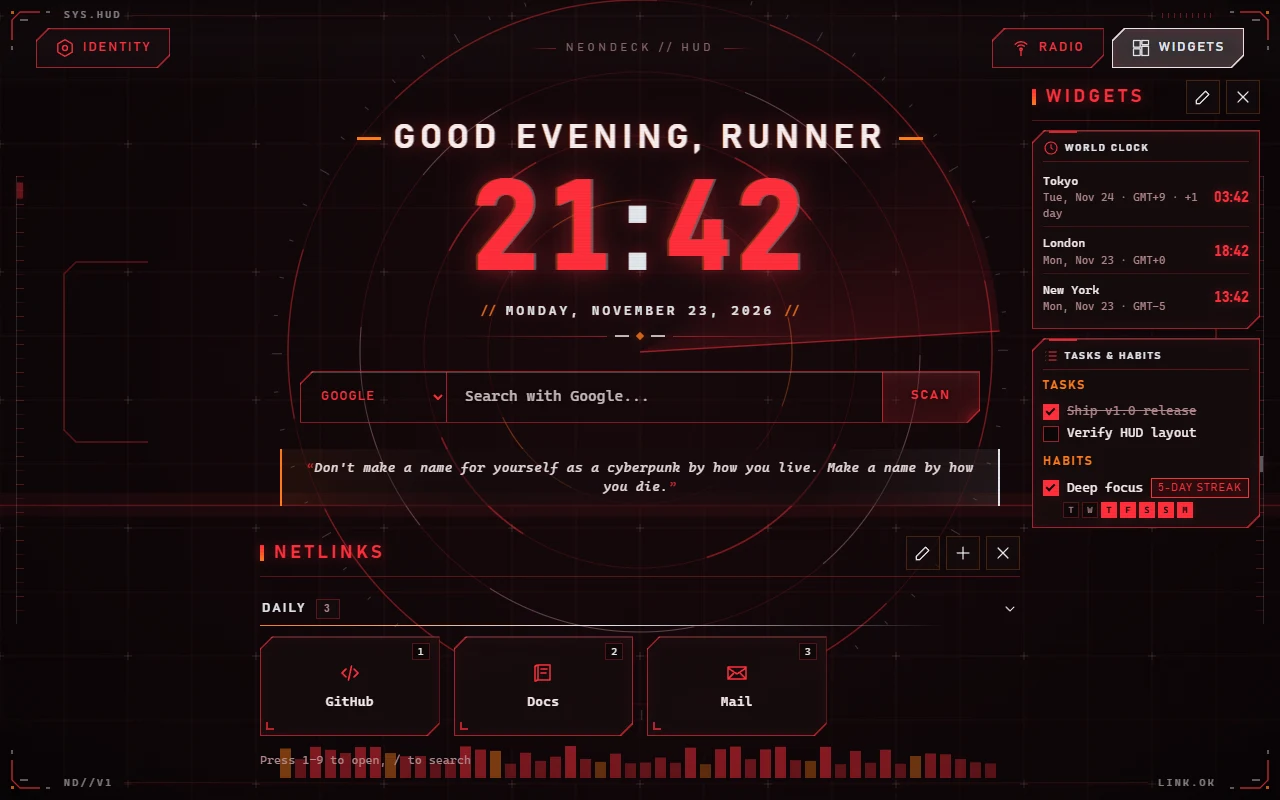 SYS.HUD
IDENTITY
NEONDECK // HUD
RADIO
WIDGETS
GOOD EVENING, RUNNER
21:42
// MONDAY, NOVEMBER 23, 2026 //
GOOGLE
Search with Google...
SCAN
“Don't make a name for yourself as a cyberpunk by how you live. Make a name by how
you die.”
NETLINKS
DAILY 3
1
GitHub
2
Docs
3
Mail
Press 1–9 to open, / to search
WIDGETS
WORLD CLOCK
Tokyo
Tue, Nov 24 · GMT+9 · +1
day
03:42
London
Mon, Nov 23 · GMT+0
18:42
New York
Mon, Nov 23 · GMT−5
13:42
TASKS & HABITS
TASKS
Ship v1.0 release
Verify HUD layout
HABITS
Deep focus 5-DAY STREAK
T W T F S S M
ND//V1
LINK.OK